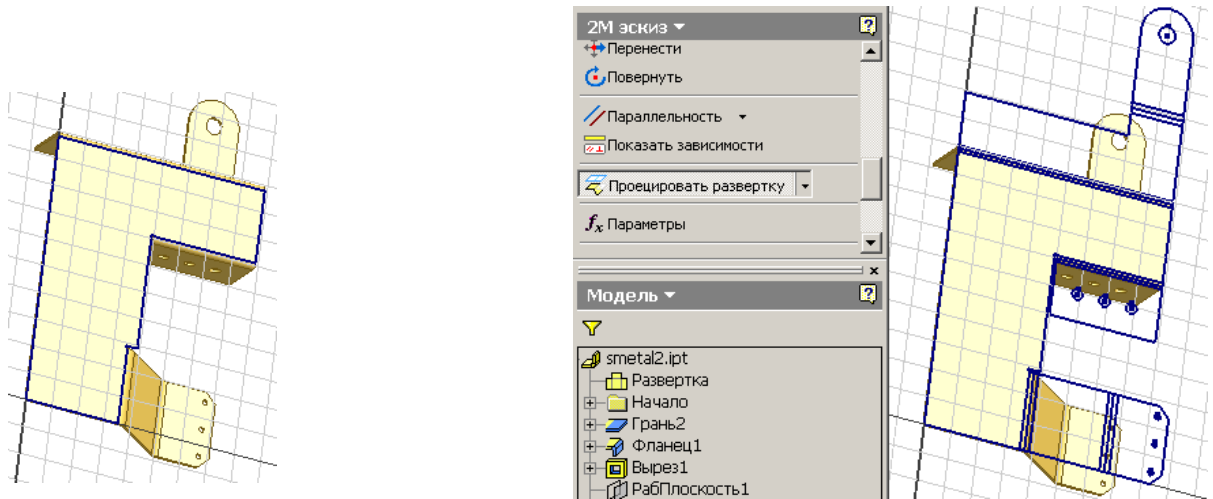 2М эскиз
Перенести
Повернуть
Параллельность
Показать зависимости
Проецировать развертку
fx Параметры
Модель
smetal2.ipt
Развертка
Начало
Грань2
Фланец1
Вырез1
РабПлоскость1